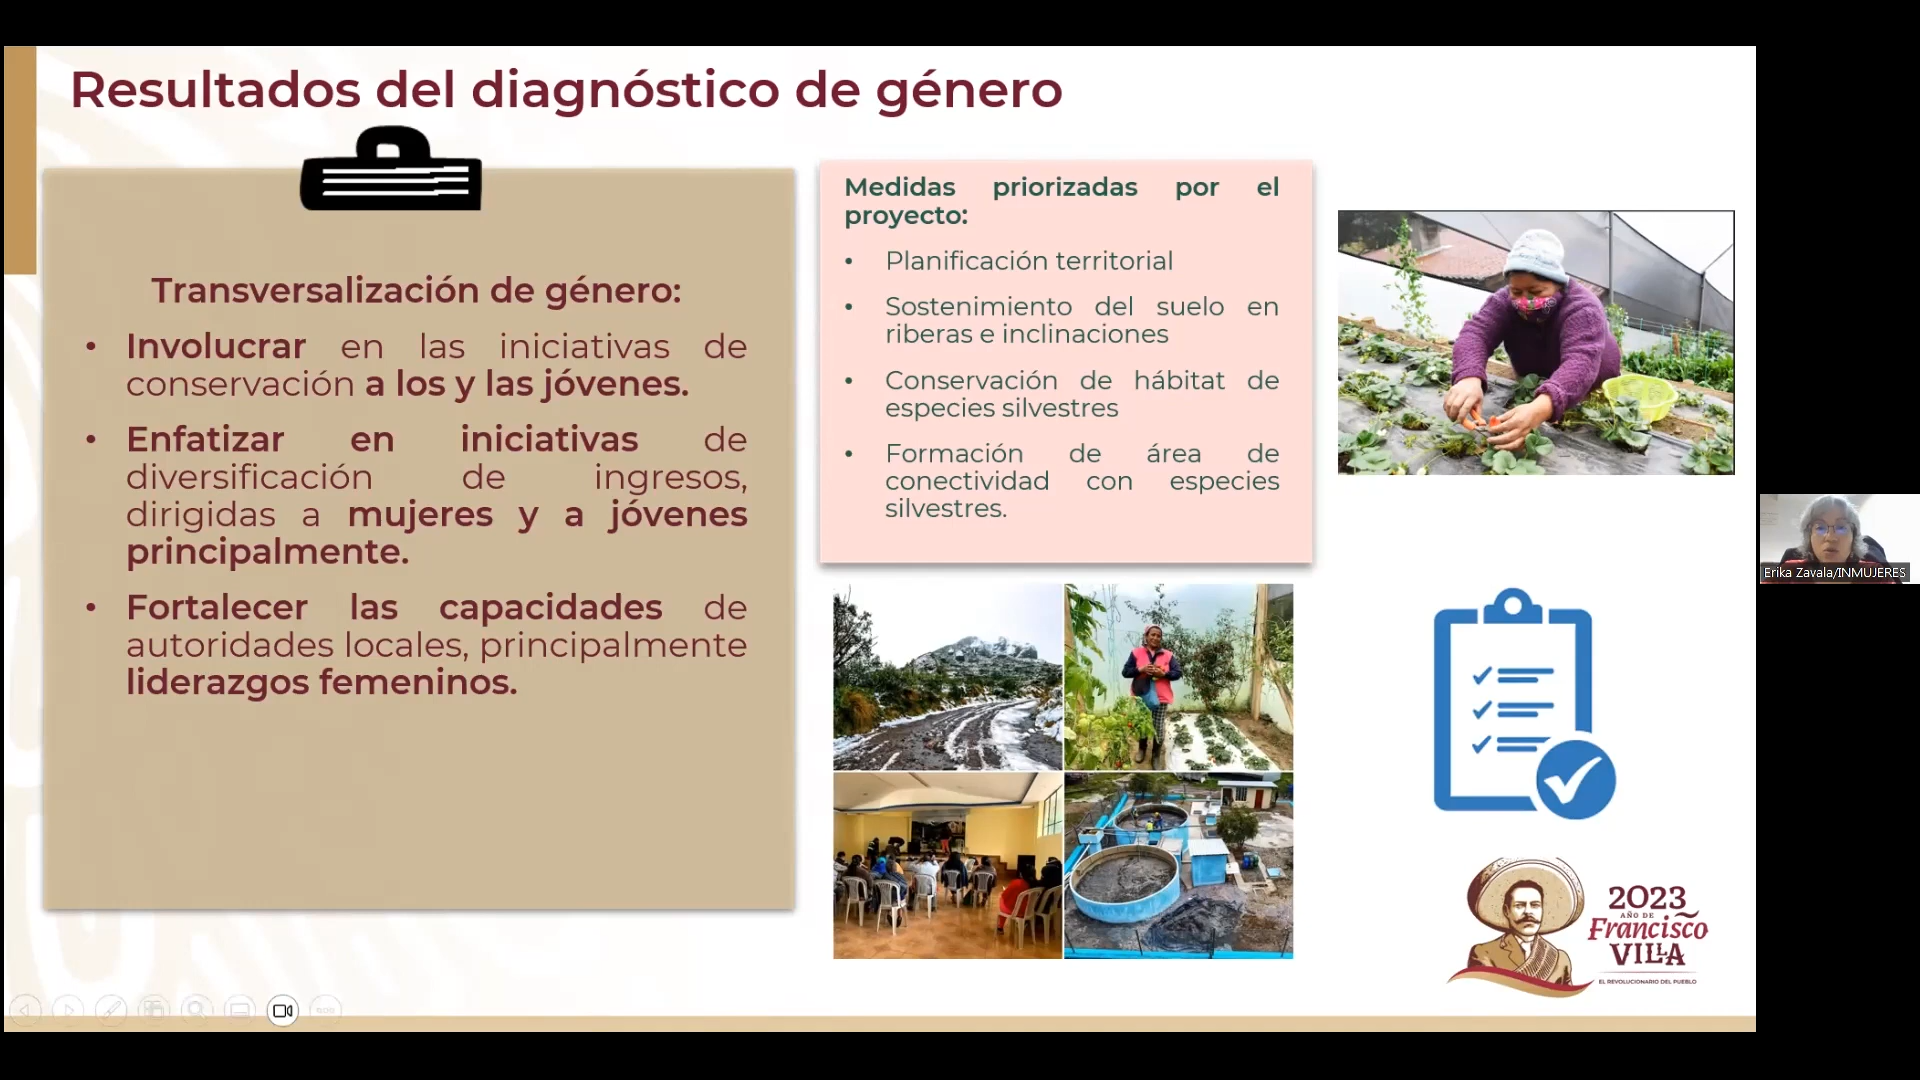 Resultados del diagnóstico de género
Transversalización de género:
• Involucrar en las iniciativas de
conservación a los y las jóvenes.
• Enfatizar en iniciativas de
diversificación de ingresos,
dirigidas a mujeres y a jóvenes
principalmente.
• Fortalecer las capacidades de
autoridades locales, principalmente
liderazgos femeninos.
Medidas priorizadas por el
proyecto:
• Planificación territorial
• Sostenimiento del suelo en
riberas e inclinaciones
• Conservación de hábitat de
especies silvestres
• Formación de área de
conectividad con especies
silvestres.
Erika Zavala/INMUJERES
2023
AÑO DE
Francisco
VILLA
EL REVOLUCIONARIO DEL PUEBLO